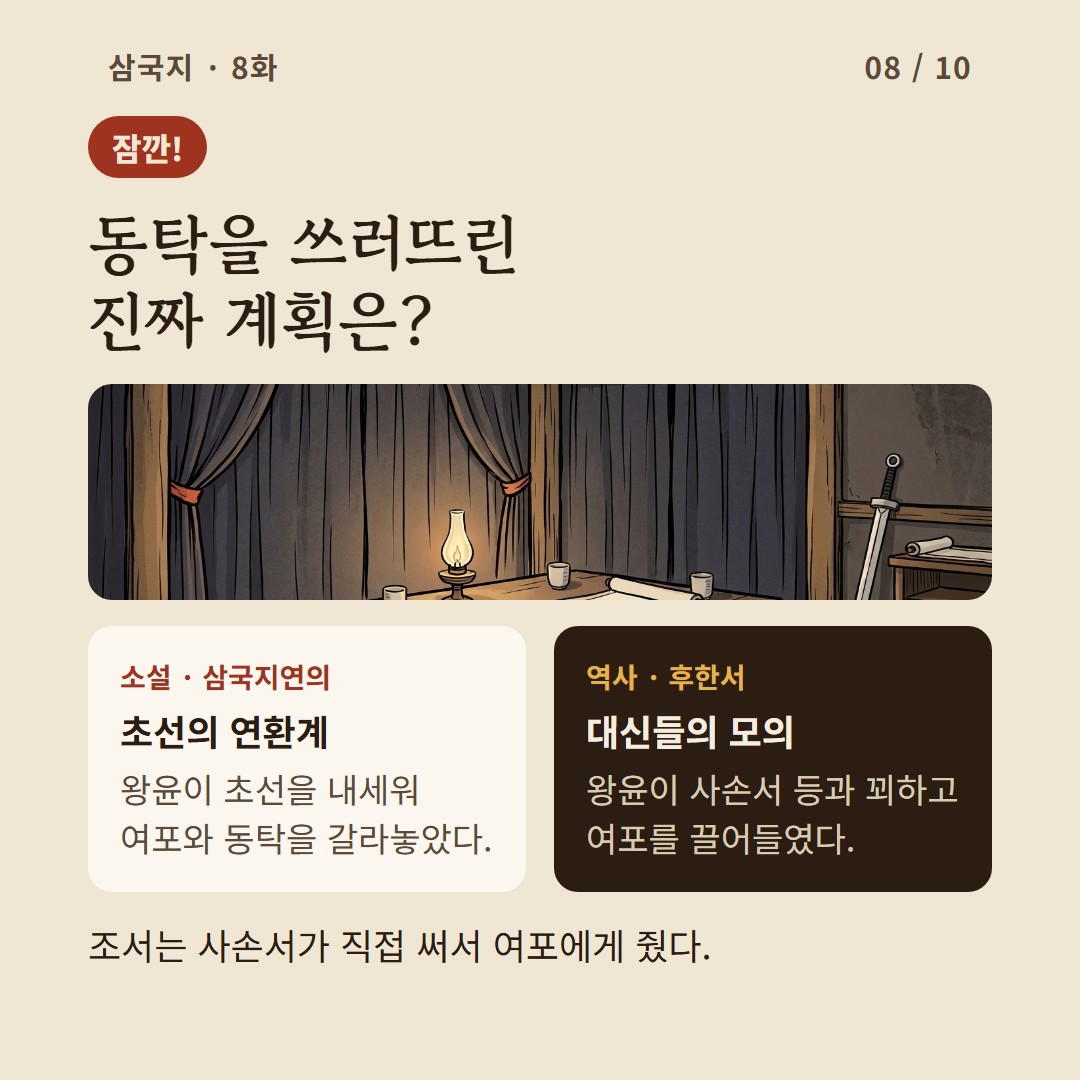 삼국지 · 8화
08 / 10
잠깐!
동탁을 쓰러뜨린
진짜 계획은?
소설 · 삼국지연의
초선의 연환계
왕윤이 초선을 내세워
여포와 동탁을 갈라놓았다.
역사 · 후한서
대신들의 모의
왕윤이 사손서 등과 꾀하고
여포를 끌어들였다.
조서는 사손서가 직접 써서 여포에게 줬다.